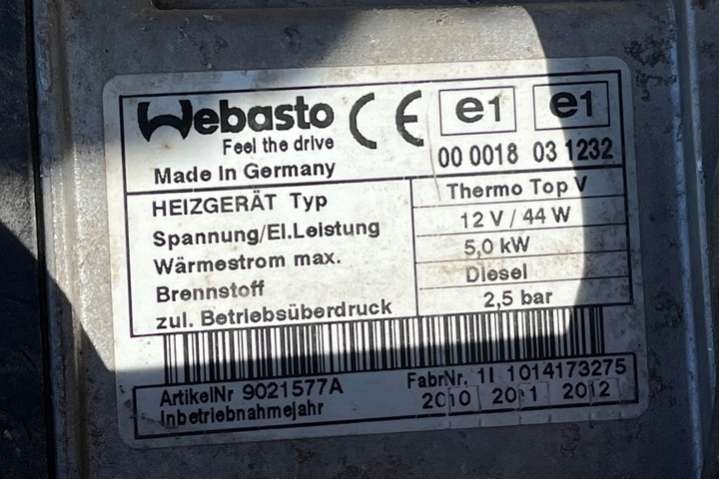 Webasto
Feel the drive
CE e1 e1
00 0018 03 1232
Made In Germany
HEIZGERÄT Typ Thermo Top V
Spannung/El.Leistung 12 V / 44 W
Wärmestrom max. 5,0 kW
Brennstoff Diesel
zul. Betriebsüberdruck 2,5 bar
ArtikelNr 9021577A FabrNr. 1I 1014173275
Inbetriebnahmejahr 2010 2011 2012